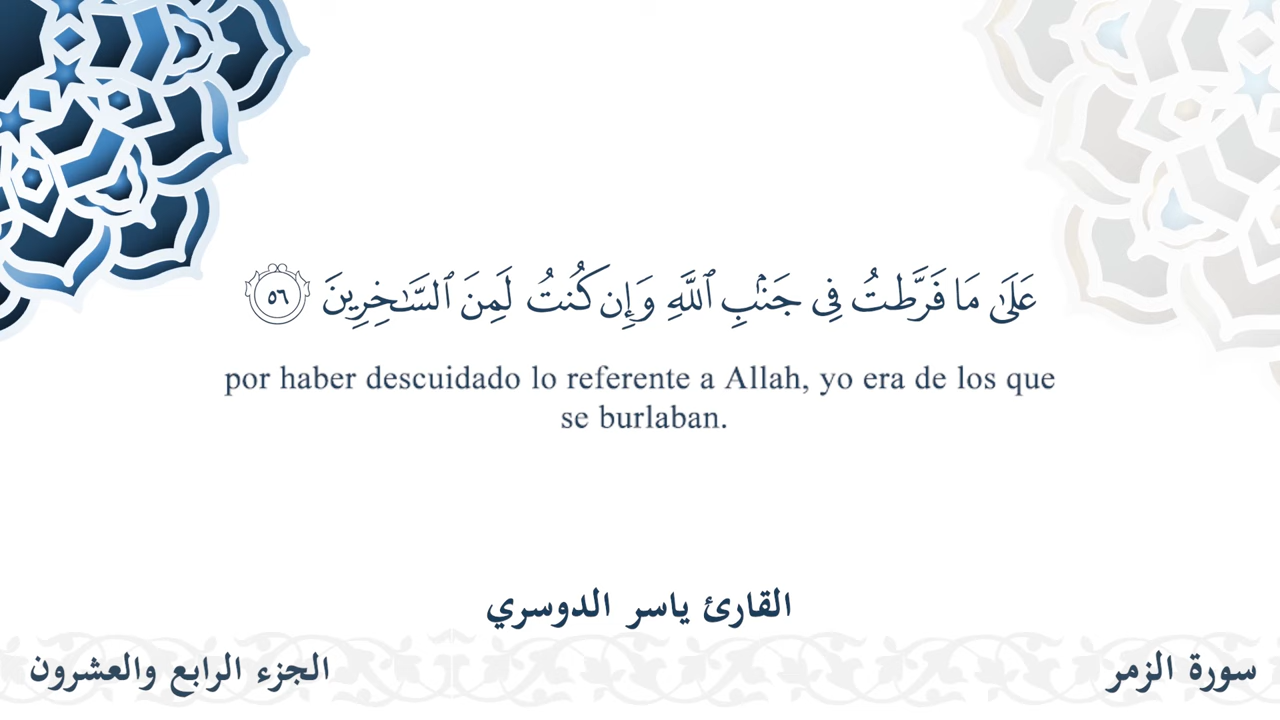 عَلَىٰ مَا فَرَّطتُ فِى جَنۢبِ ٱللَّهِ وَإِن كُنتُ لَمِنَ ٱلسَّـٰخِرِينَ ٥٦
por haber descuidado lo referente a Allah, yo era de los que
se burlaban.
القارئ ياسر الدوسري
سورة الزمر
الجزء الرابع والعشرون